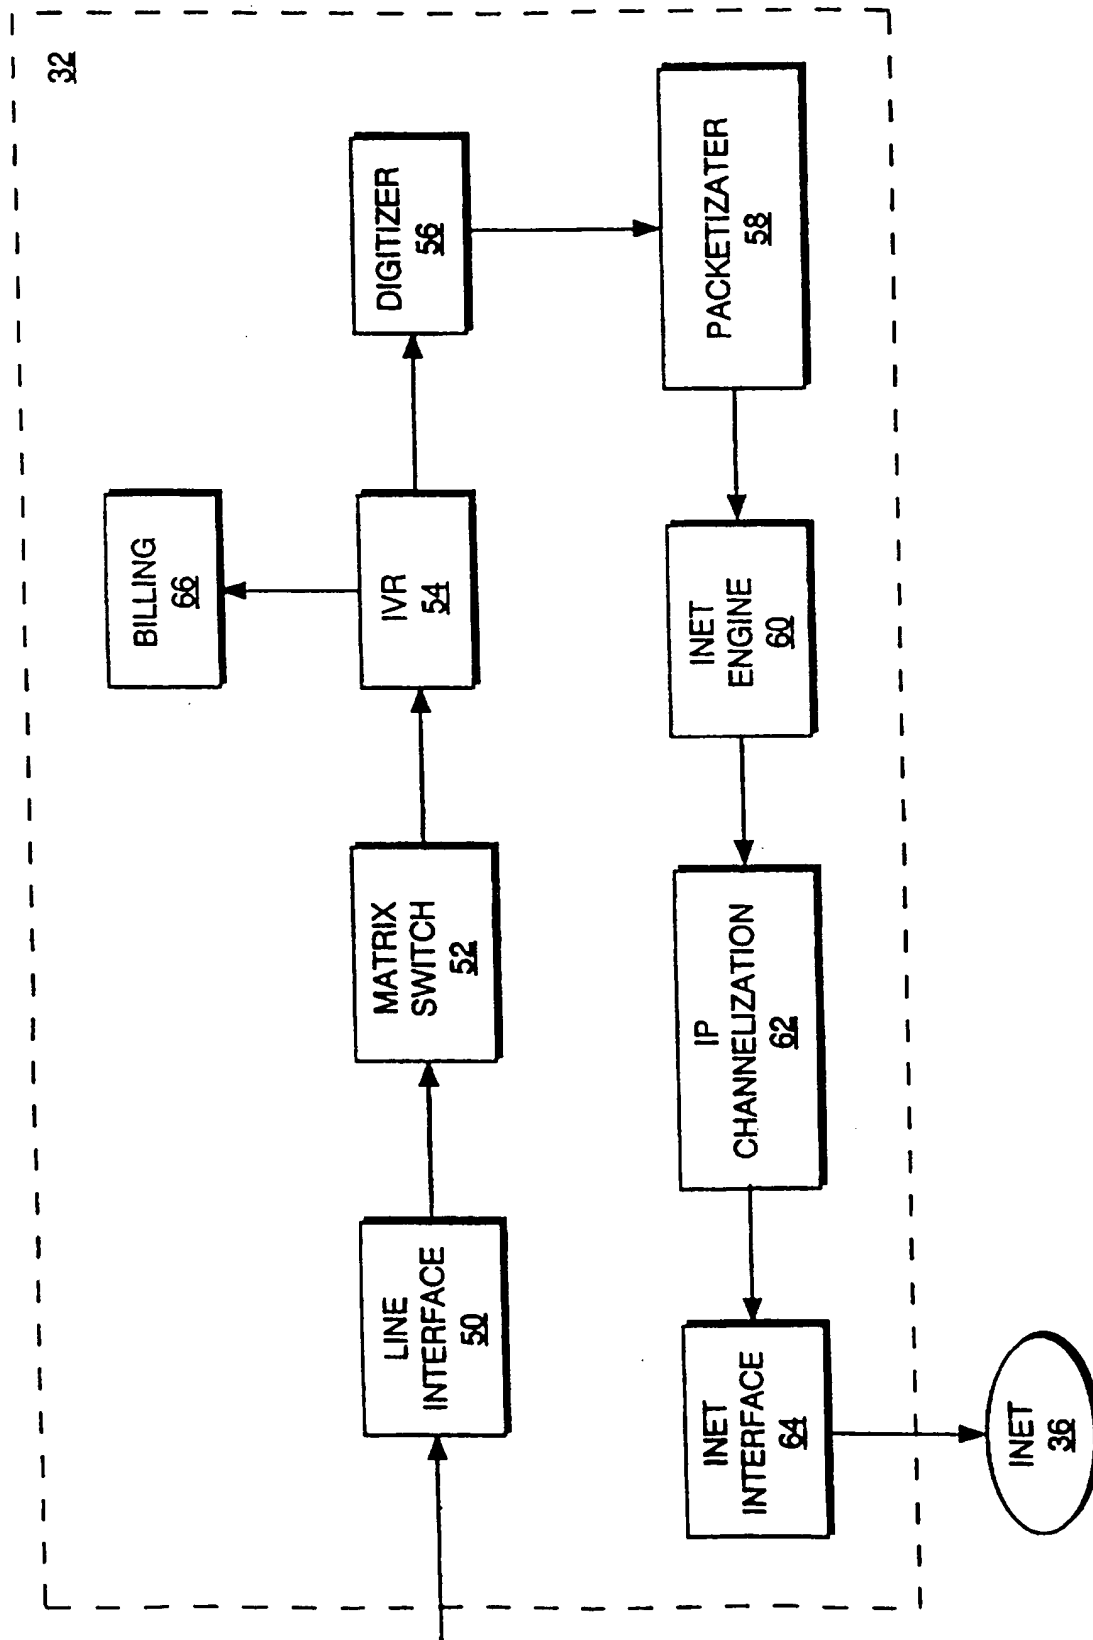 32
BILLING
66
LINE
INTERFACE
50
MATRIX
SWITCH
52
IVR
54
DIGITIZER
56
INET
INTERFACE
64
IP
CHANNELIZATION
62
INET
ENGINE
60
PACKETIZATER
58
INET
36